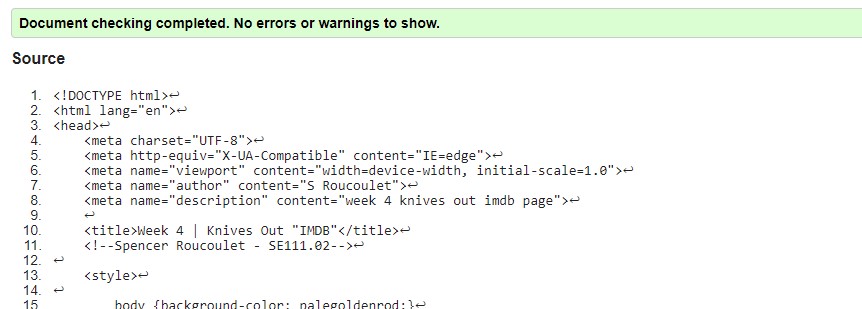 Document checking completed. No errors or warnings to show.
Source
1. <!DOCTYPE html>↩
2. <html lang="en">↩
3. <head>↩
4.     <meta charset="UTF-8">↩
5.     <meta http-equiv="X-UA-Compatible" content="IE=edge">↩
6.     <meta name="viewport" content="width=device-width, initial-scale=1.0">↩
7.     <meta name="author" content="S Roucoulet">↩
8.     <meta name="description" content="week 4 knives out imdb page">↩
9.     ↩
10.     <title>Week 4 | Knives Out "IMDB"</title>↩
11.     <!--Spencer Roucoulet - SE111.02-->↩
12. ↩
13.     <style>↩
14. ↩
15         body {background-color: palegoldenrod;}↩